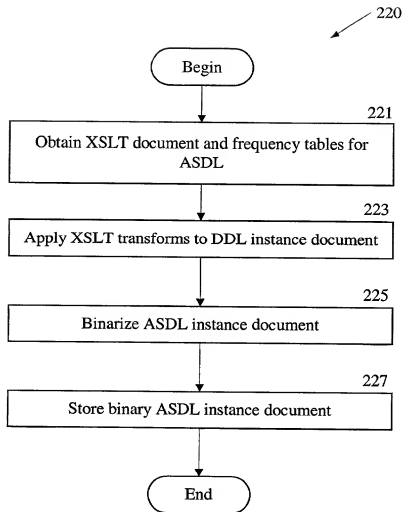 220
Begin
221
Obtain XSLT document and frequency tables for
ASDL
223
Apply XSLT transforms to DDL instance document
225
Binarize ASDL instance document
227
Store binary ASDL instance document
End